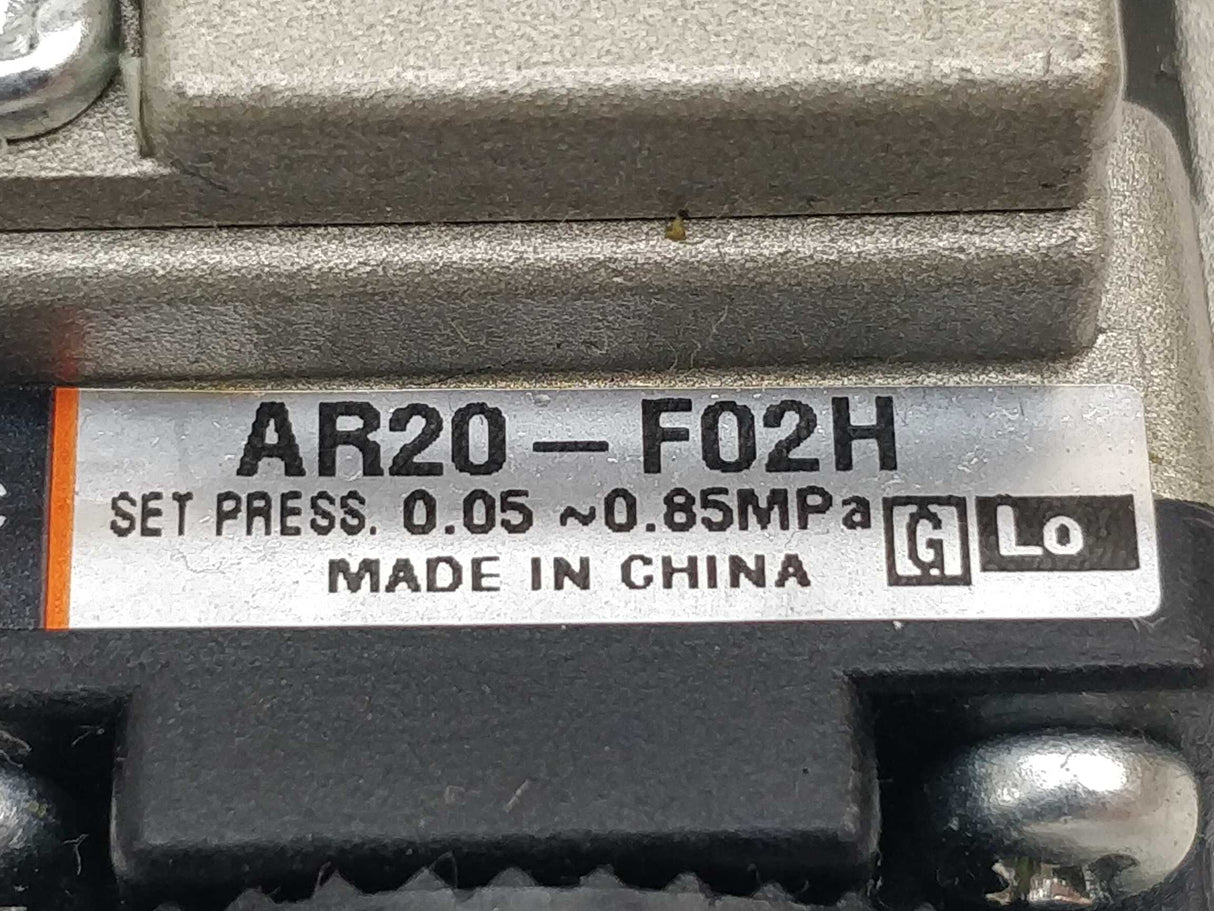 AR20-F02H
SET PRESS. 0.05 ~0.85MPa G Lo
MADE IN CHINA